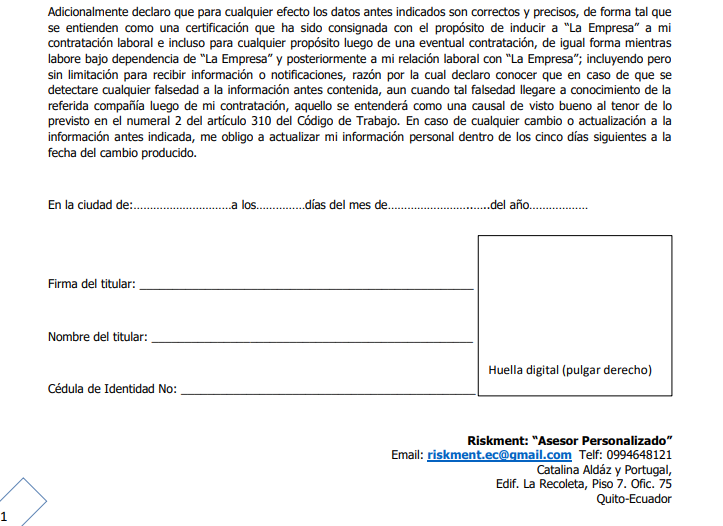 Adicionalmente declaro que para cualquier efecto los datos antes indicados son correctos y precisos, de forma tal que
se entienden como una certificación que ha sido consignada con el propósito de inducir a “La Empresa” a mi
contratación laboral e incluso para cualquier propósito luego de una eventual contratación, de igual forma mientras
labore bajo dependencia de “La Empresa” y posteriormente a mi relación laboral con “La Empresa”; incluyendo pero
sin limitación para recibir información o notificaciones, razón por la cual declaro conocer que en caso de que se
detectare cualquier falsedad a la información antes contenida, aun cuando tal falsedad llegare a conocimiento de la
referida compañía luego de mi contratación, aquello se entenderá como una causal de visto bueno al tenor de lo
previsto en el numeral 2 del artículo 310 del Código de Trabajo. En caso de cualquier cambio o actualización a la
información antes indicada, me obligo a actualizar mi información personal dentro de los cinco días siguientes a la
fecha del cambio producido.
En la ciudad de:…………………………a los……………días del mes de……………………..…..del año………………
Firma del titular: ____________________________________________________
Nombre del titular: __________________________________________________
Huella digital (pulgar derecho)
Cédula de Identidad No: ______________________________________________
Riskment: “Asesor Personalizado”
Email: riskment.ec@gmail.com Telf: 0994648121
Catalina Aldáz y Portugal,
Edif. La Recoleta, Piso 7. Ofic. 75
Quito-Ecuador
1